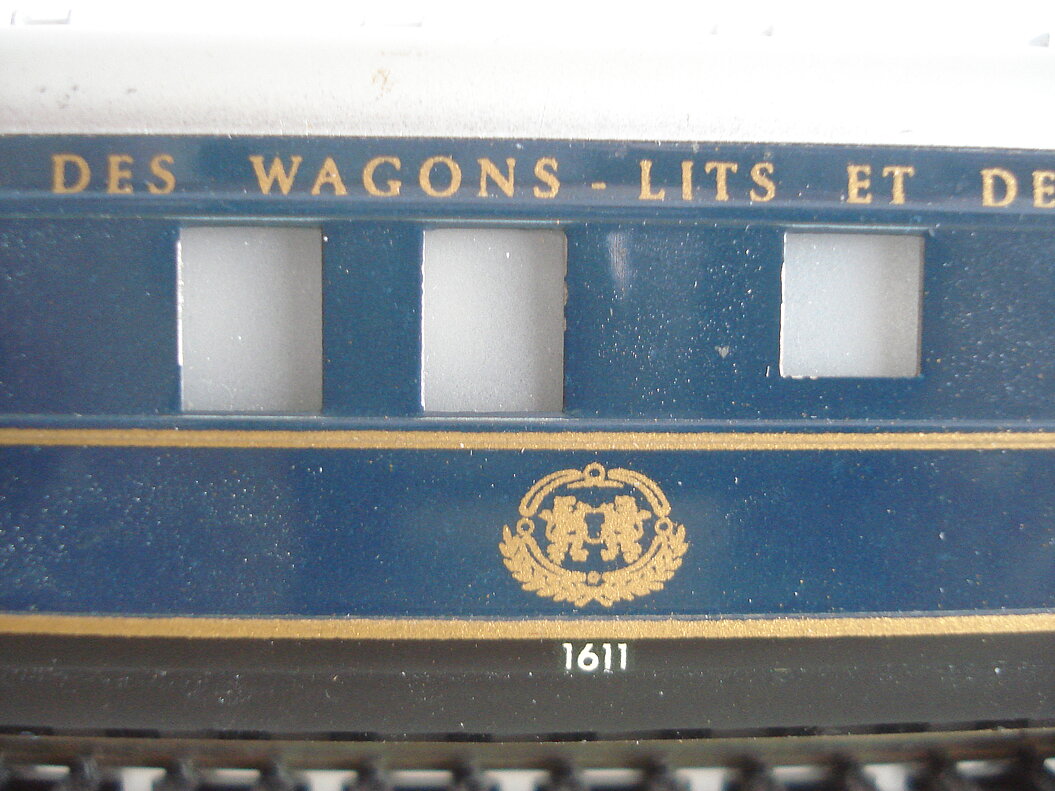 DES WAGONS - LITS ET DE
1611